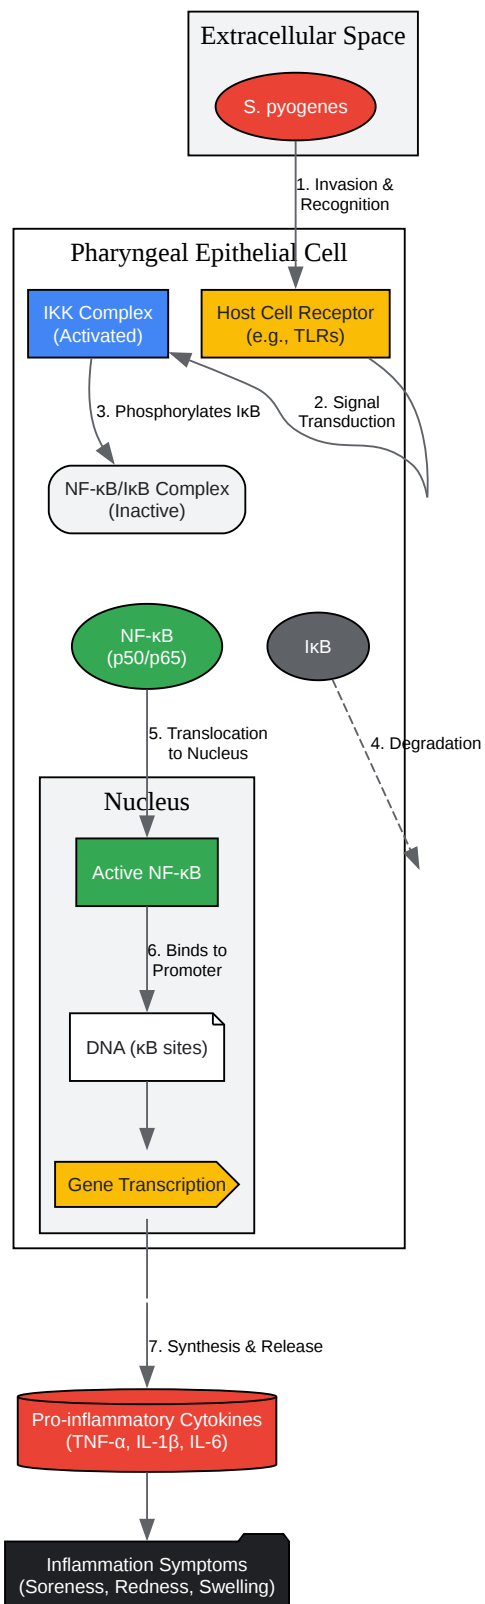 Extracellular Space
S. pyogenes
1. Invasion &
Recognition
Pharyngeal Epithelial Cell
IKK Complex
(Activated)
Host Cell Receptor
(e.g., TLRs)
2. Signal
Transduction
3. Phosphorylates IκB
NF-κB/IκB Complex
(Inactive)
NF-κB
(p50/p65)
IκB
5. Translocation
to Nucleus
4. Degradation
Nucleus
Active NF-κB
6. Binds to
Promoter
DNA (κB sites)
Gene Transcription
7. Synthesis & Release
Pro-inflammatory Cytokines
(TNF-α, IL-1β, IL-6)
Inflammation Symptoms
(Soreness, Redness, Swelling)